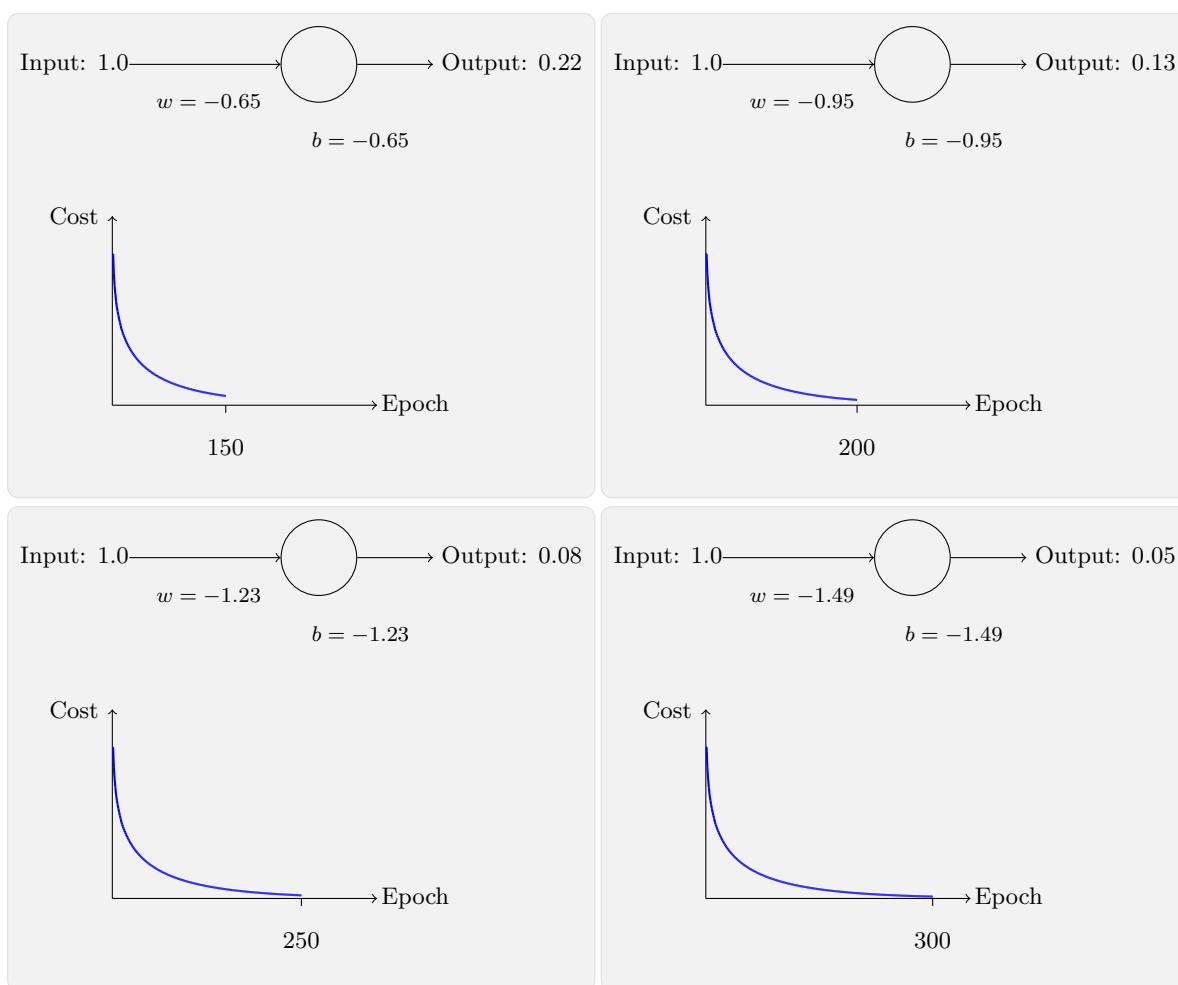 Input: 1.0 Output: 0.22
w = −0.65
b = −0.65
Cost
Epoch
150
Input: 1.0 Output: 0.13
w = −0.95
b = −0.95
Cost
Epoch
200
Input: 1.0 Output: 0.08
w = −1.23
b = −1.23
Cost
Epoch
250
Input: 1.0 Output: 0.05
w = −1.49
b = −1.49
Cost
Epoch
300